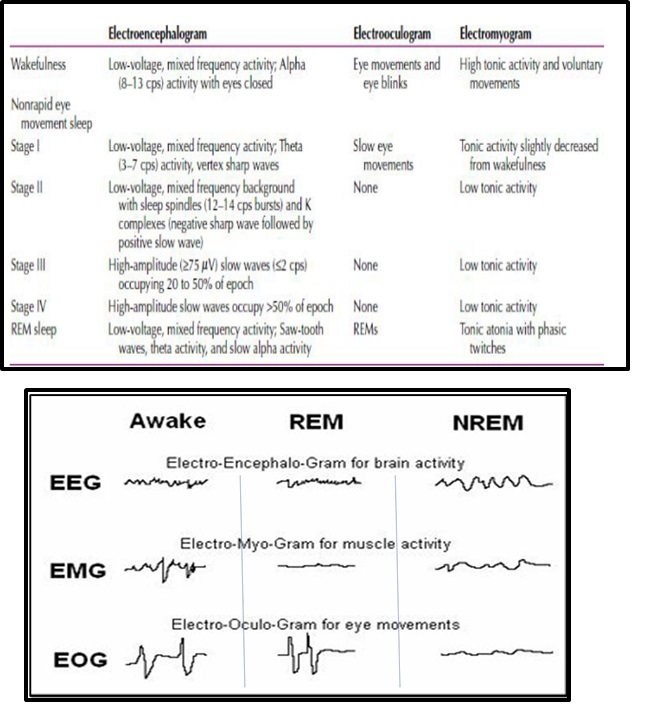 Electroencephalogram Electrooculogram Electromyogram
Wakefulness Low-voltage, mixed frequency activity; Alpha Eye movements and High tonic activity and voluntary
(8–13 cps) activity with eyes closed eye blinks movements
Nonrapid eye
movement sleep
Stage I Low-voltage, mixed frequency activity; Theta Slow eye Tonic activity slightly decreased
(3–7 cps) activity, vertex sharp waves movements from wakefulness
Stage II Low-voltage, mixed frequency background None Low tonic activity
with sleep spindles (12–14 cps bursts) and K
complexes (negative sharp wave followed by
positive slow wave)
Stage III High-amplitude (≥75 μV) slow waves (≤2 cps) None Low tonic activity
occupying 20 to 50% of epoch
Stage IV High-amplitude slow waves occupy >50% of epoch None Low tonic activity
REM sleep Low-voltage, mixed frequency activity; Saw-tooth REMs Tonic atonia with phasic
waves, theta activity, and slow alpha activity twitches
Awake REM NREM
Electro-Encephalo-Gram for brain activity
EEG
Electro-Myo-Gram for muscle activity
EMG
Electro-Oculo-Gram for eye movements
EOG